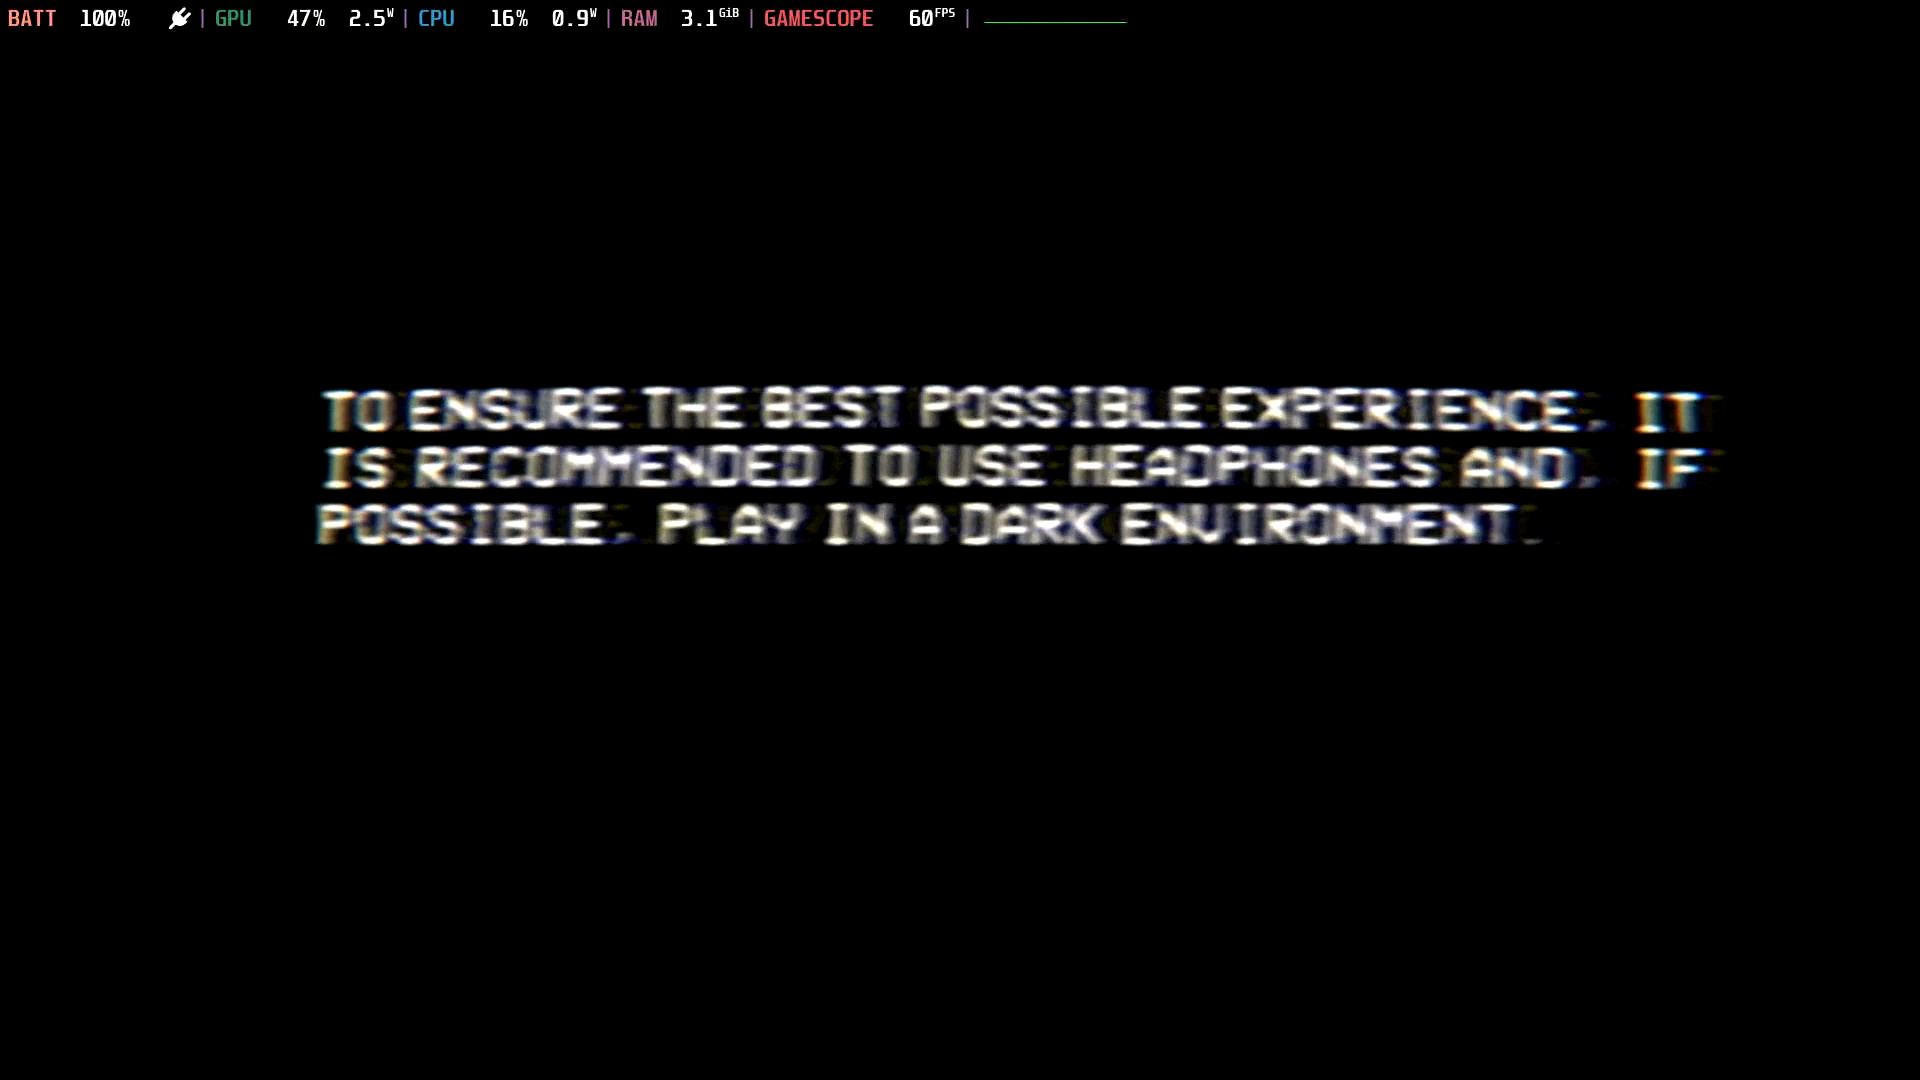 BATT 100% | GPU 47% 2.5W | CPU 16% 0.9W | RAM 3.1GiB | GAMESCOPE 60FPS |
TO ENSURE THE BEST POSSIBLE EXPERIENCE, IT
IS RECOMMENDED TO USE HEADPHONES AND, IF
POSSIBLE, PLAY IN A DARK ENVIRONMENT.